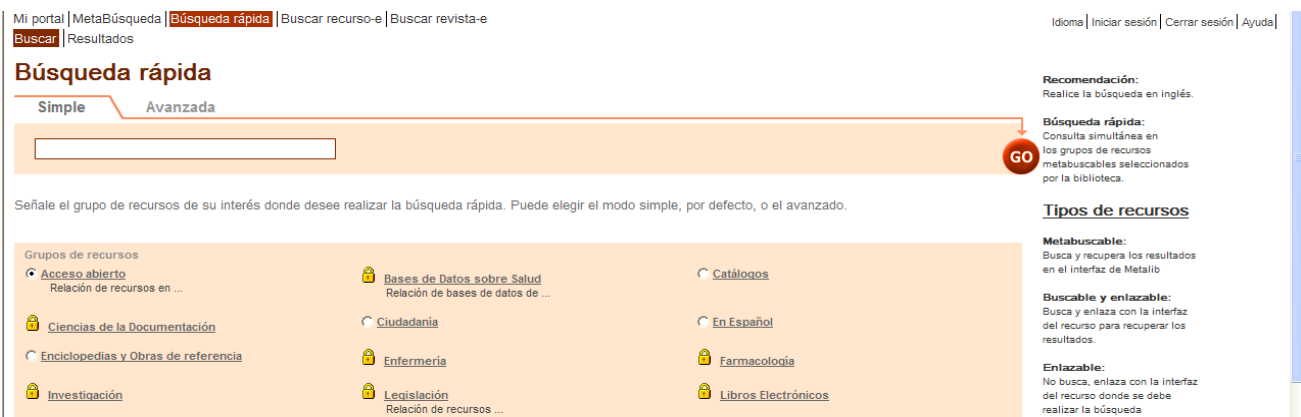 Mi portal | MetaBúsqueda | Búsqueda rápida | Buscar recurso-e | Buscar revista-e
Idioma | Iniciar sesión | Cerrar sesión | Ayuda |
Buscar | Resultados
Búsqueda rápida
Simple Avanzada
GO
Señale el grupo de recursos de su interés donde desee realizar la búsqueda rápida. Puede elegir el modo simple, por defecto, o el avanzado.
Grupos de recursos
Acceso abierto
Relación de recursos en ...
Bases de Datos sobre Salud
Relación de bases de datos de ...
Catálogos
Ciencias de la Documentación
Ciudadanía
En Español
Enciclopedias y Obras de referencia
Enfermería
Farmacología
Investigación
Legislación
Relación de recursos ...
Libros Electrónicos
Recomendación:
Realice la búsqueda en inglés.
Búsqueda rápida:
Consulta simultánea en
los grupos de recursos
metabuscables seleccionados
por la biblioteca.
Tipos de recursos
Metabuscable:
Busca y recupera los resultados
en el interfaz de Metalib
Buscable y enlazable:
Busca y enlaza con la interfaz
del recurso para recuperar los
resultados.
Enlazable:
No busca, enlaza con la interfaz
del recurso donde se debe
realizar la búsqueda